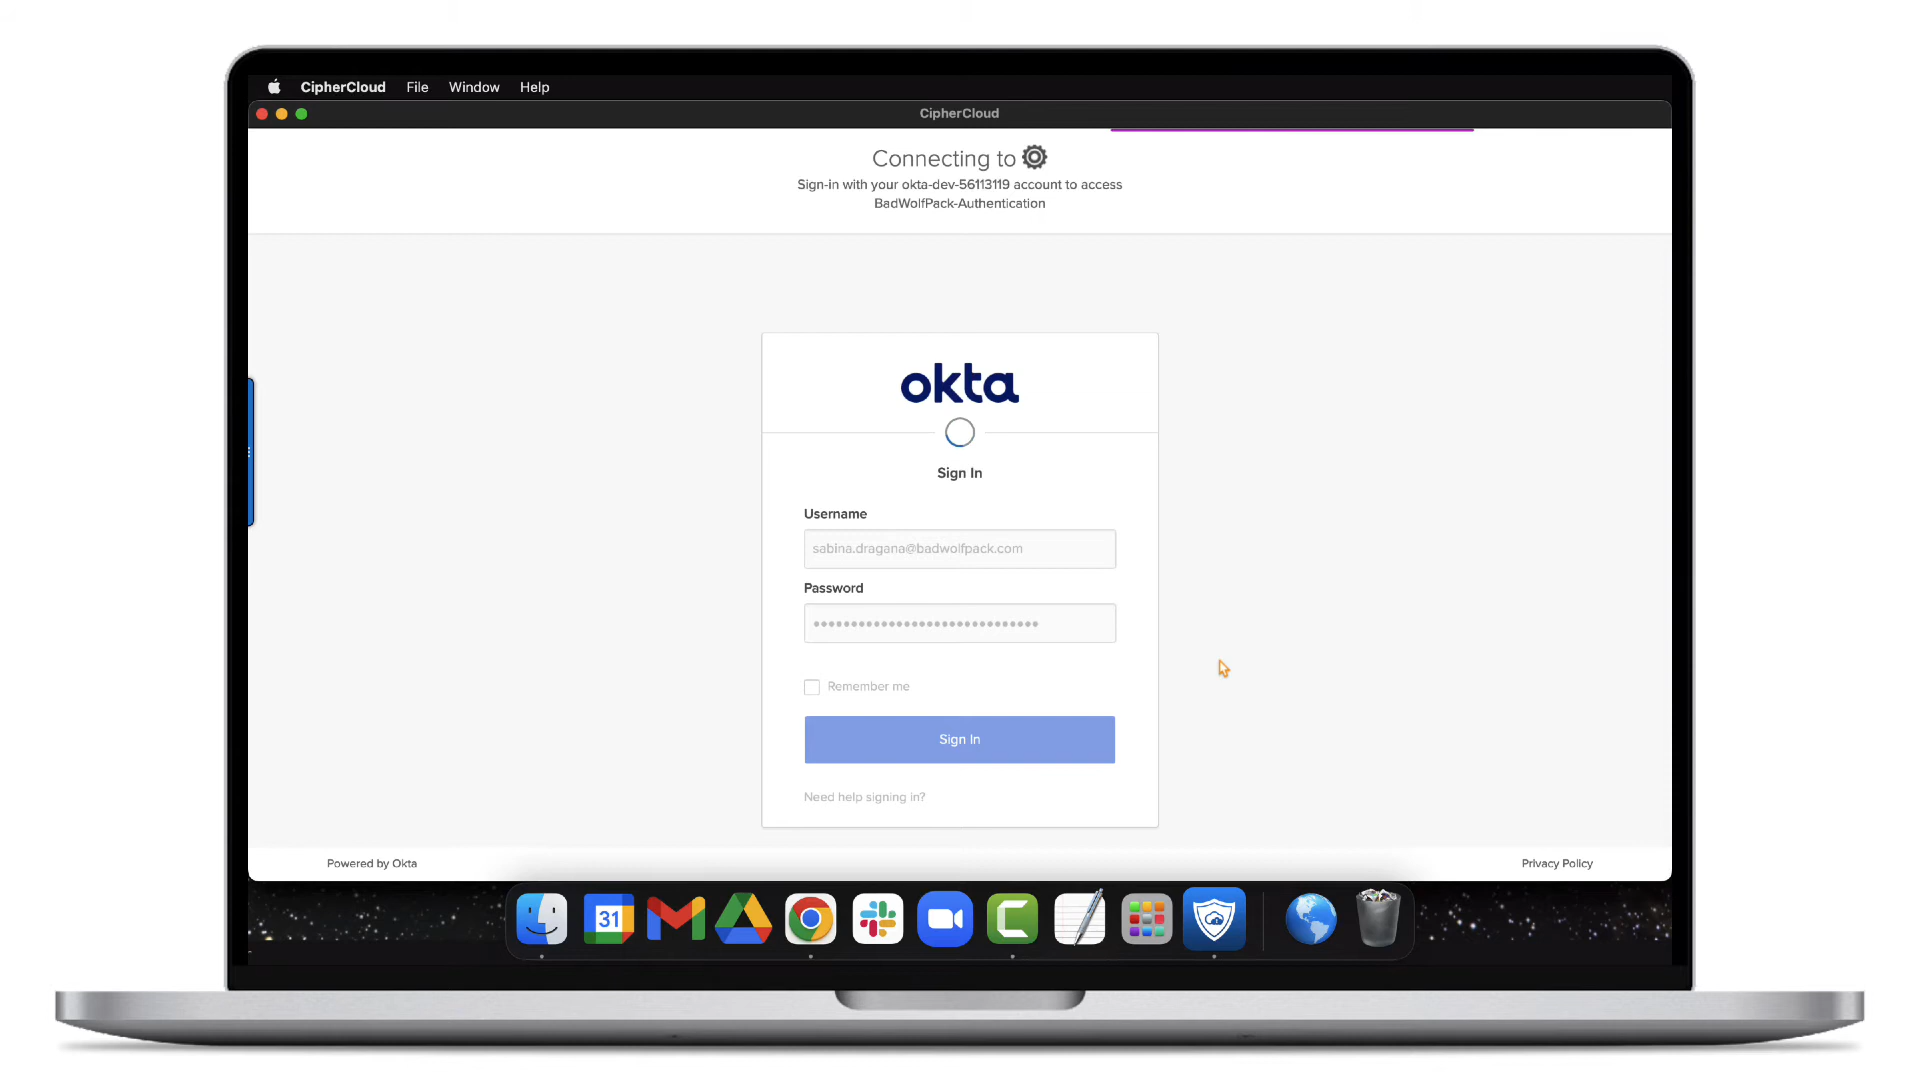 CipherCloud File Window Help
CipherCloud
Connecting to
Sign-in with your okta-dev-56113119 account to access
BadWolfPack-Authentication
okta
Sign In
Username
sabina.dragana@badwolfpack.com
Password
••••••••••••••••••••••••••••••
Remember me
Sign In
Need help signing in?
Powered by Okta Privacy Policy
31